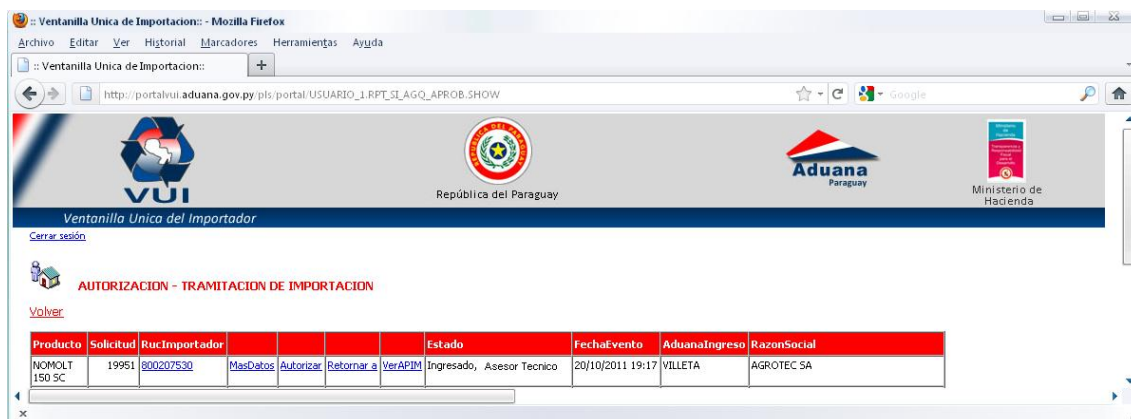 :: Ventanilla Unica de Importacion:: - Mozilla Firefox
Archivo Editar Ver Historial Marcadores Herramientas Ayuda
:: Ventanilla Unica de Importacion:: +
http://portalvui.aduana.gov.py/pls/portal/USUARIO_1.RPT_SI_AGQ_APROB.SHOW Google
VUI
República del Paraguay
Aduana
Paraguay
Ministerio de
Hacienda
Ventanilla Unica del Importador
Cerrar sesión
AUTORIZACION - TRAMITACION DE IMPORTACION
Volver
Producto Solicitud RucImportador Estado FechaEvento AduanaIngreso RazonSocial
NOMOLT 19951 800207530 MasDatos Autorizar Retornar a VerAPIM Ingresado, Asesor Tecnico 20/10/2011 19:17 VILLETA AGROTEC SA
150 SC